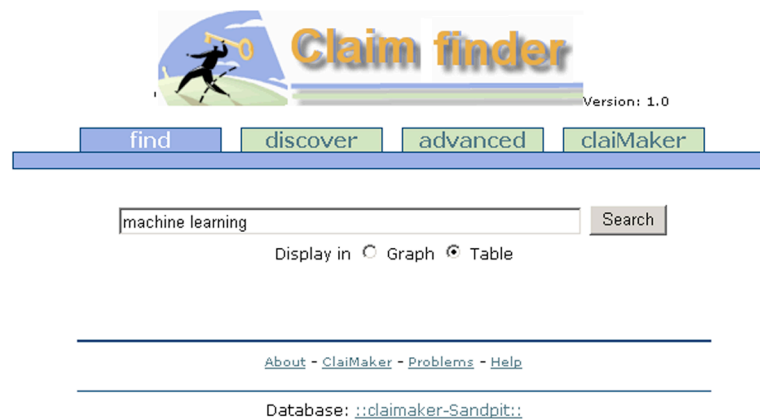 Claim finder
Version: 1.0
find discover advanced claiMaker
machine learning Search
Display in Graph Table
About - ClaiMaker - Problems - Help
Database: ::claimaker-Sandpit::